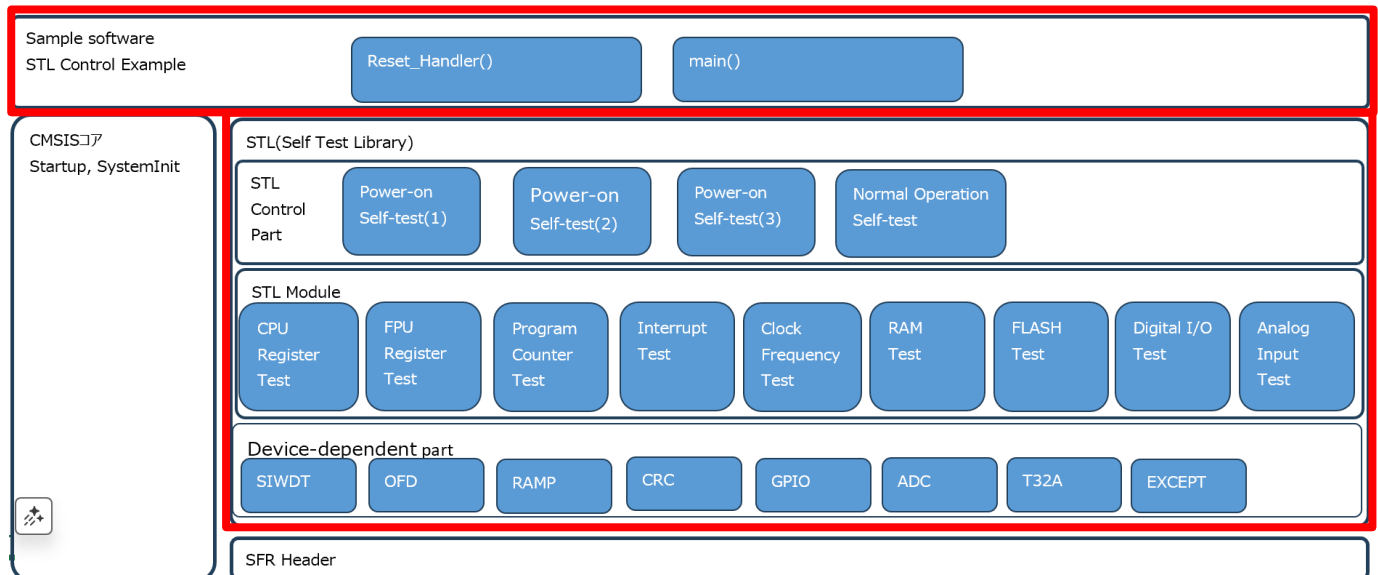 Sample software
STL Control Example
Reset_Handler()
main()
CMSISコア
Startup, SystemInit
STL(Self Test Library)
STL
Control
Part
Power-on
Self-test(1)
Power-on
Self-test(2)
Power-on
Self-test(3)
Normal Operation
Self-test
STL Module
CPU
Register
Test
FPU
Register
Test
Program
Counter
Test
Interrupt
Test
Clock
Frequency
Test
RAM
Test
FLASH
Test
Digital I/O
Test
Analog
Input
Test
Device-dependent part
SIWDT
OFD
RAMP
CRC
GPIO
ADC
T32A
EXCEPT
SFR Header